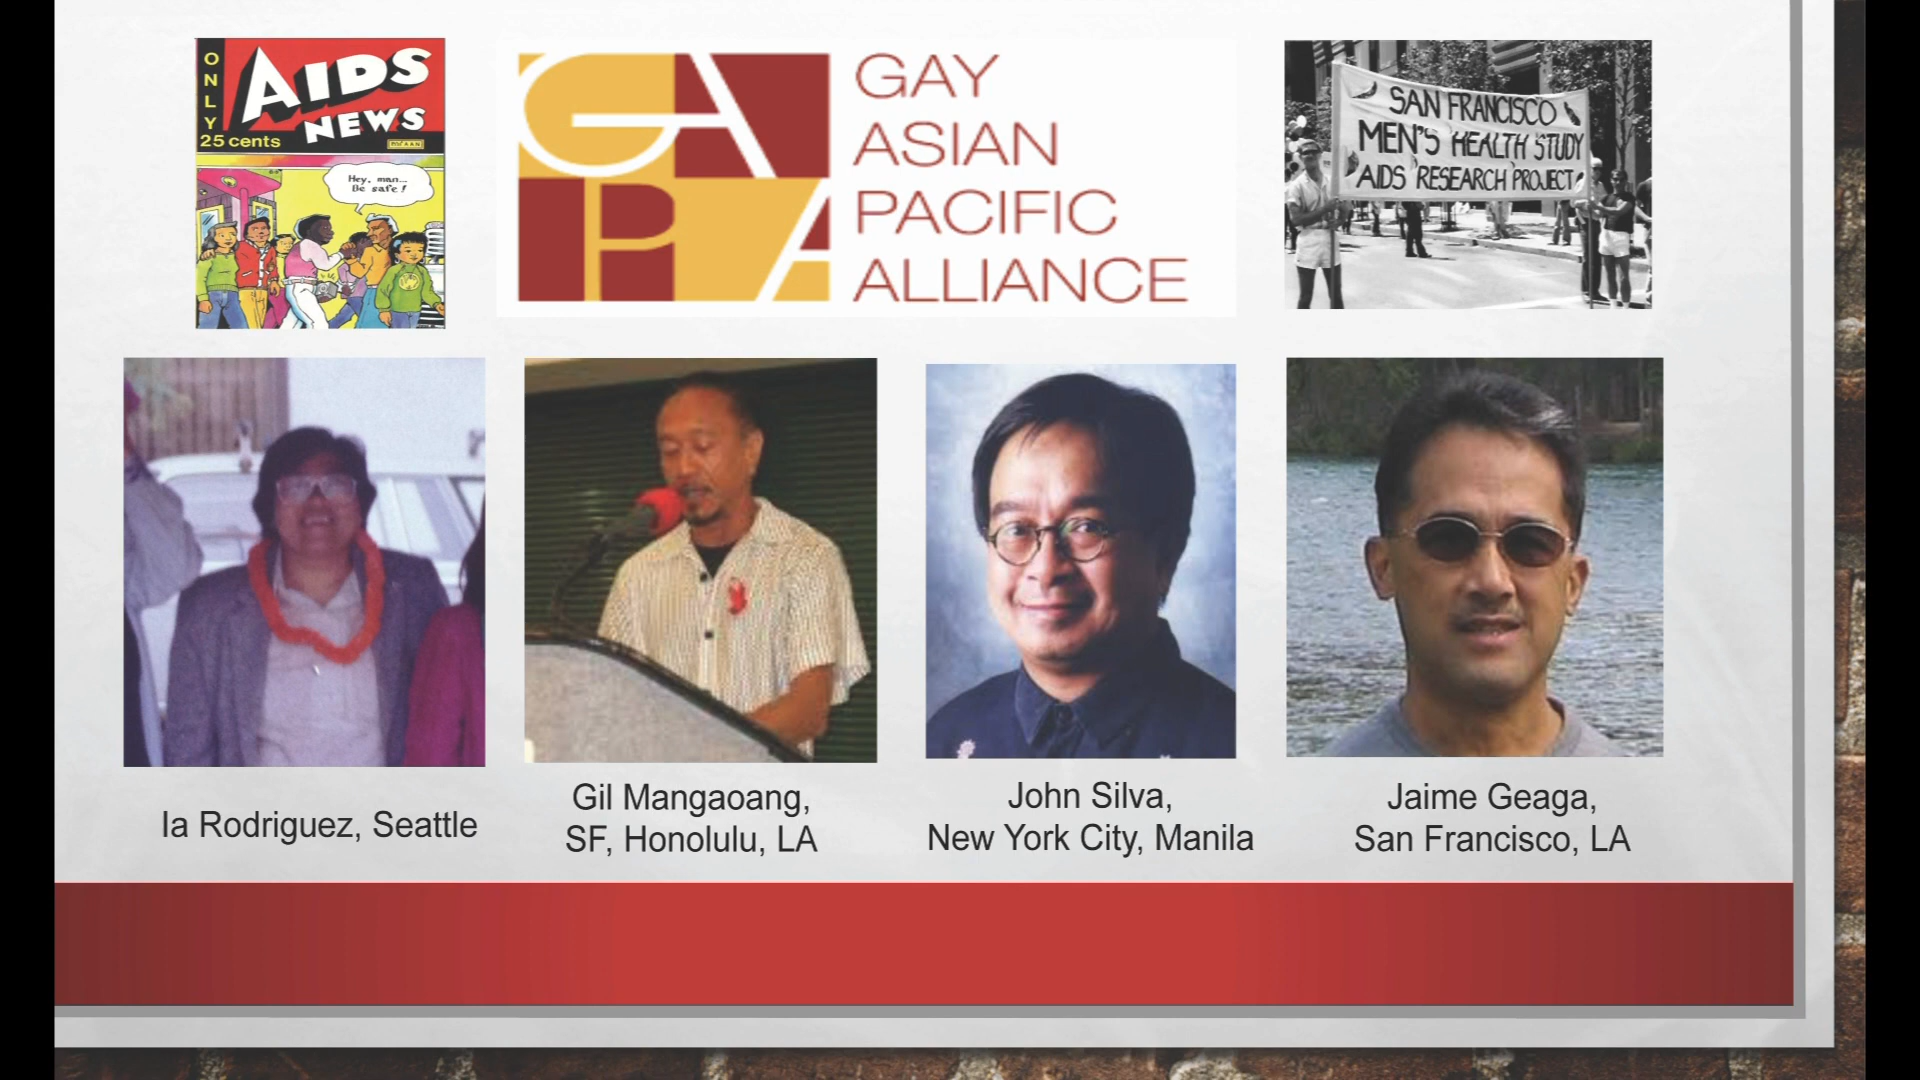 ONLY
25 cents
AIDS
NEWS
Hey, man...
Be safe!
GAPA
GAY
ASIAN
PACIFIC
ALLIANCE
SAN FRANCISCO
MEN'S HEALTH STUDY
AIDS RESEARCH PROJECT
Ia Rodriguez, Seattle
Gil Mangaoang,
SF, Honolulu, LA
John Silva,
New York City, Manila
Jaime Geaga,
San Francisco, LA